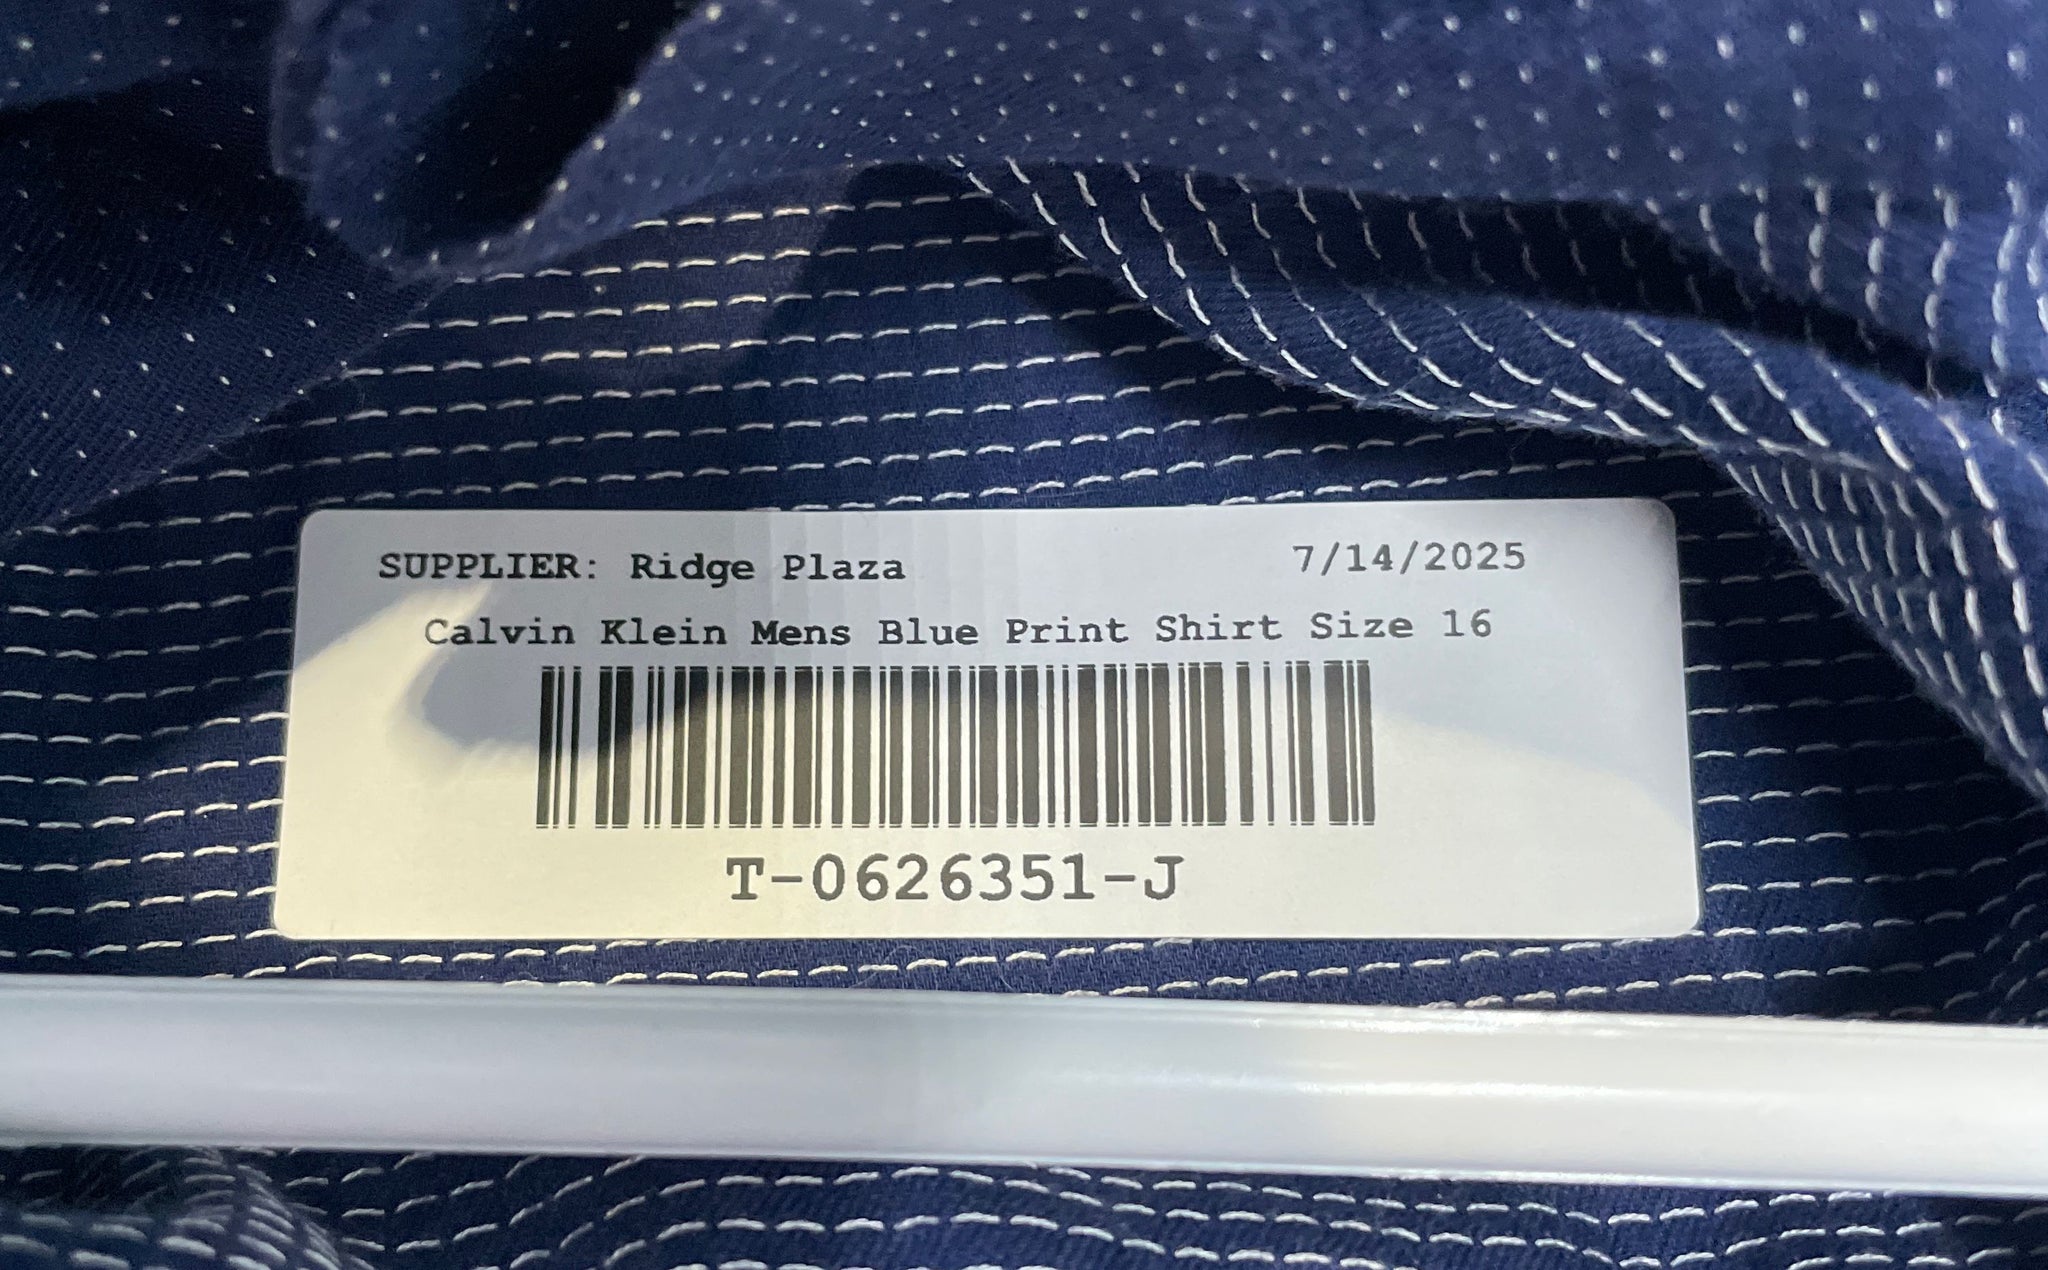 SUPPLIER: Ridge Plaza 7/14/2025
Calvin Klein Mens Blue Print Shirt Size 16
T-0626351-J